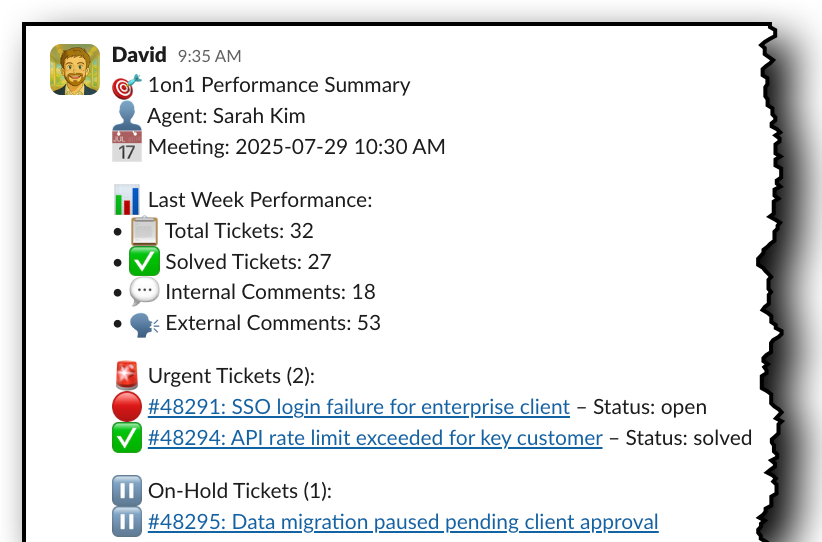 David 9:35 AM
1on1 Performance Summary
Agent: Sarah Kim
JUL 17 Meeting: 2025-07-29 10:30 AM
Last Week Performance:
• Total Tickets: 32
• Solved Tickets: 27
• Internal Comments: 18
• External Comments: 53
Urgent Tickets (2):
#48291: SSO login failure for enterprise client – Status: open
#48294: API rate limit exceeded for key customer – Status: solved
On-Hold Tickets (1):
#48295: Data migration paused pending client approval